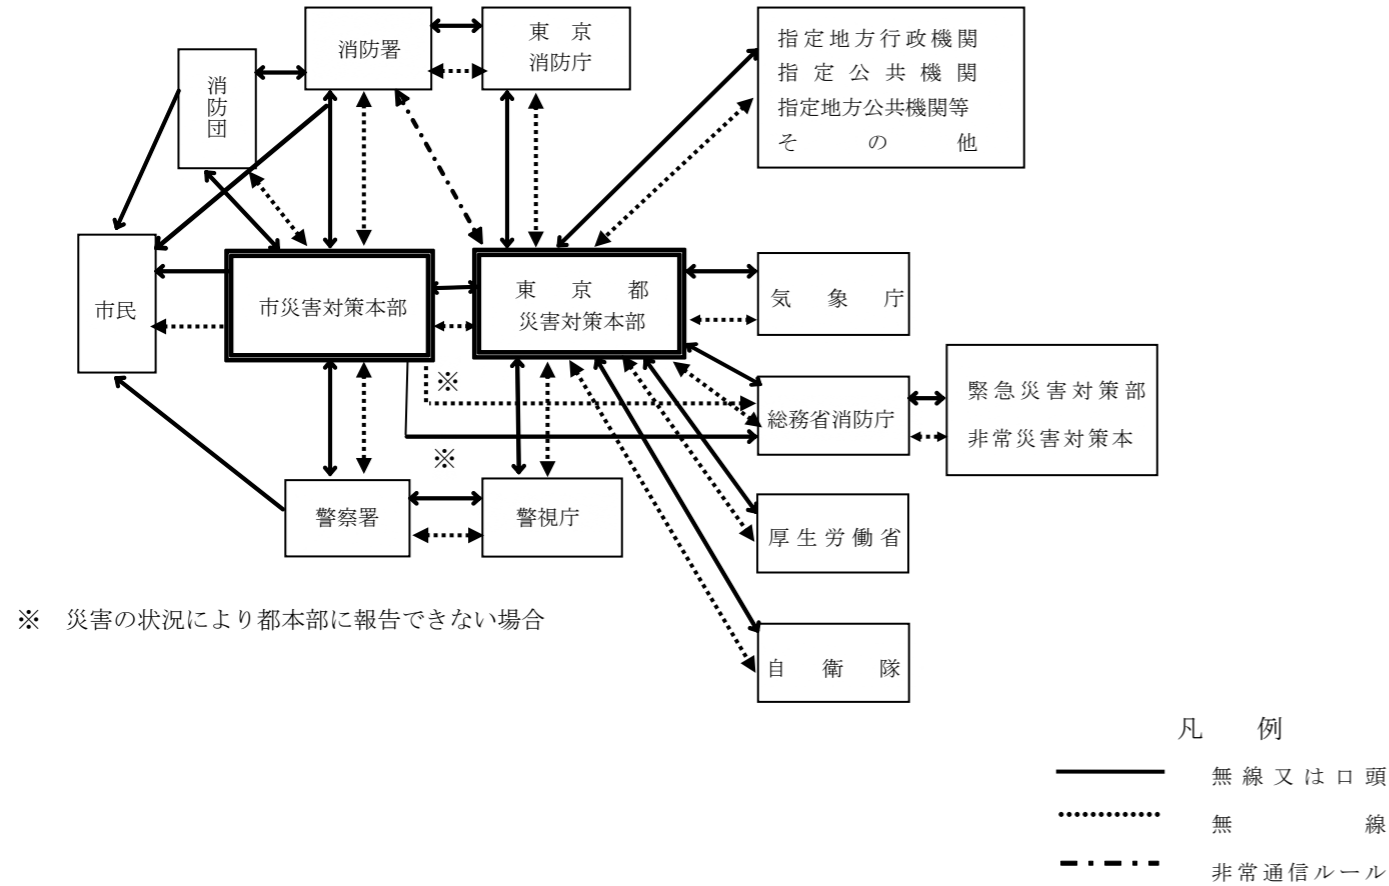 消防署
東京
消防庁
消防団
指定地方行政機関
指定公共機関
指定地方公共機関等
その他
市民
市災害対策本部
東京都
災害対策本部
気象庁
※
総務省消防庁
緊急災害対策部
非常災害対策本
※
警察署
警視庁
厚生労働省
自衛隊
※　災害の状況により都本部に報告できない場合
凡例
無線又は口頭
無線
非常通信ルール